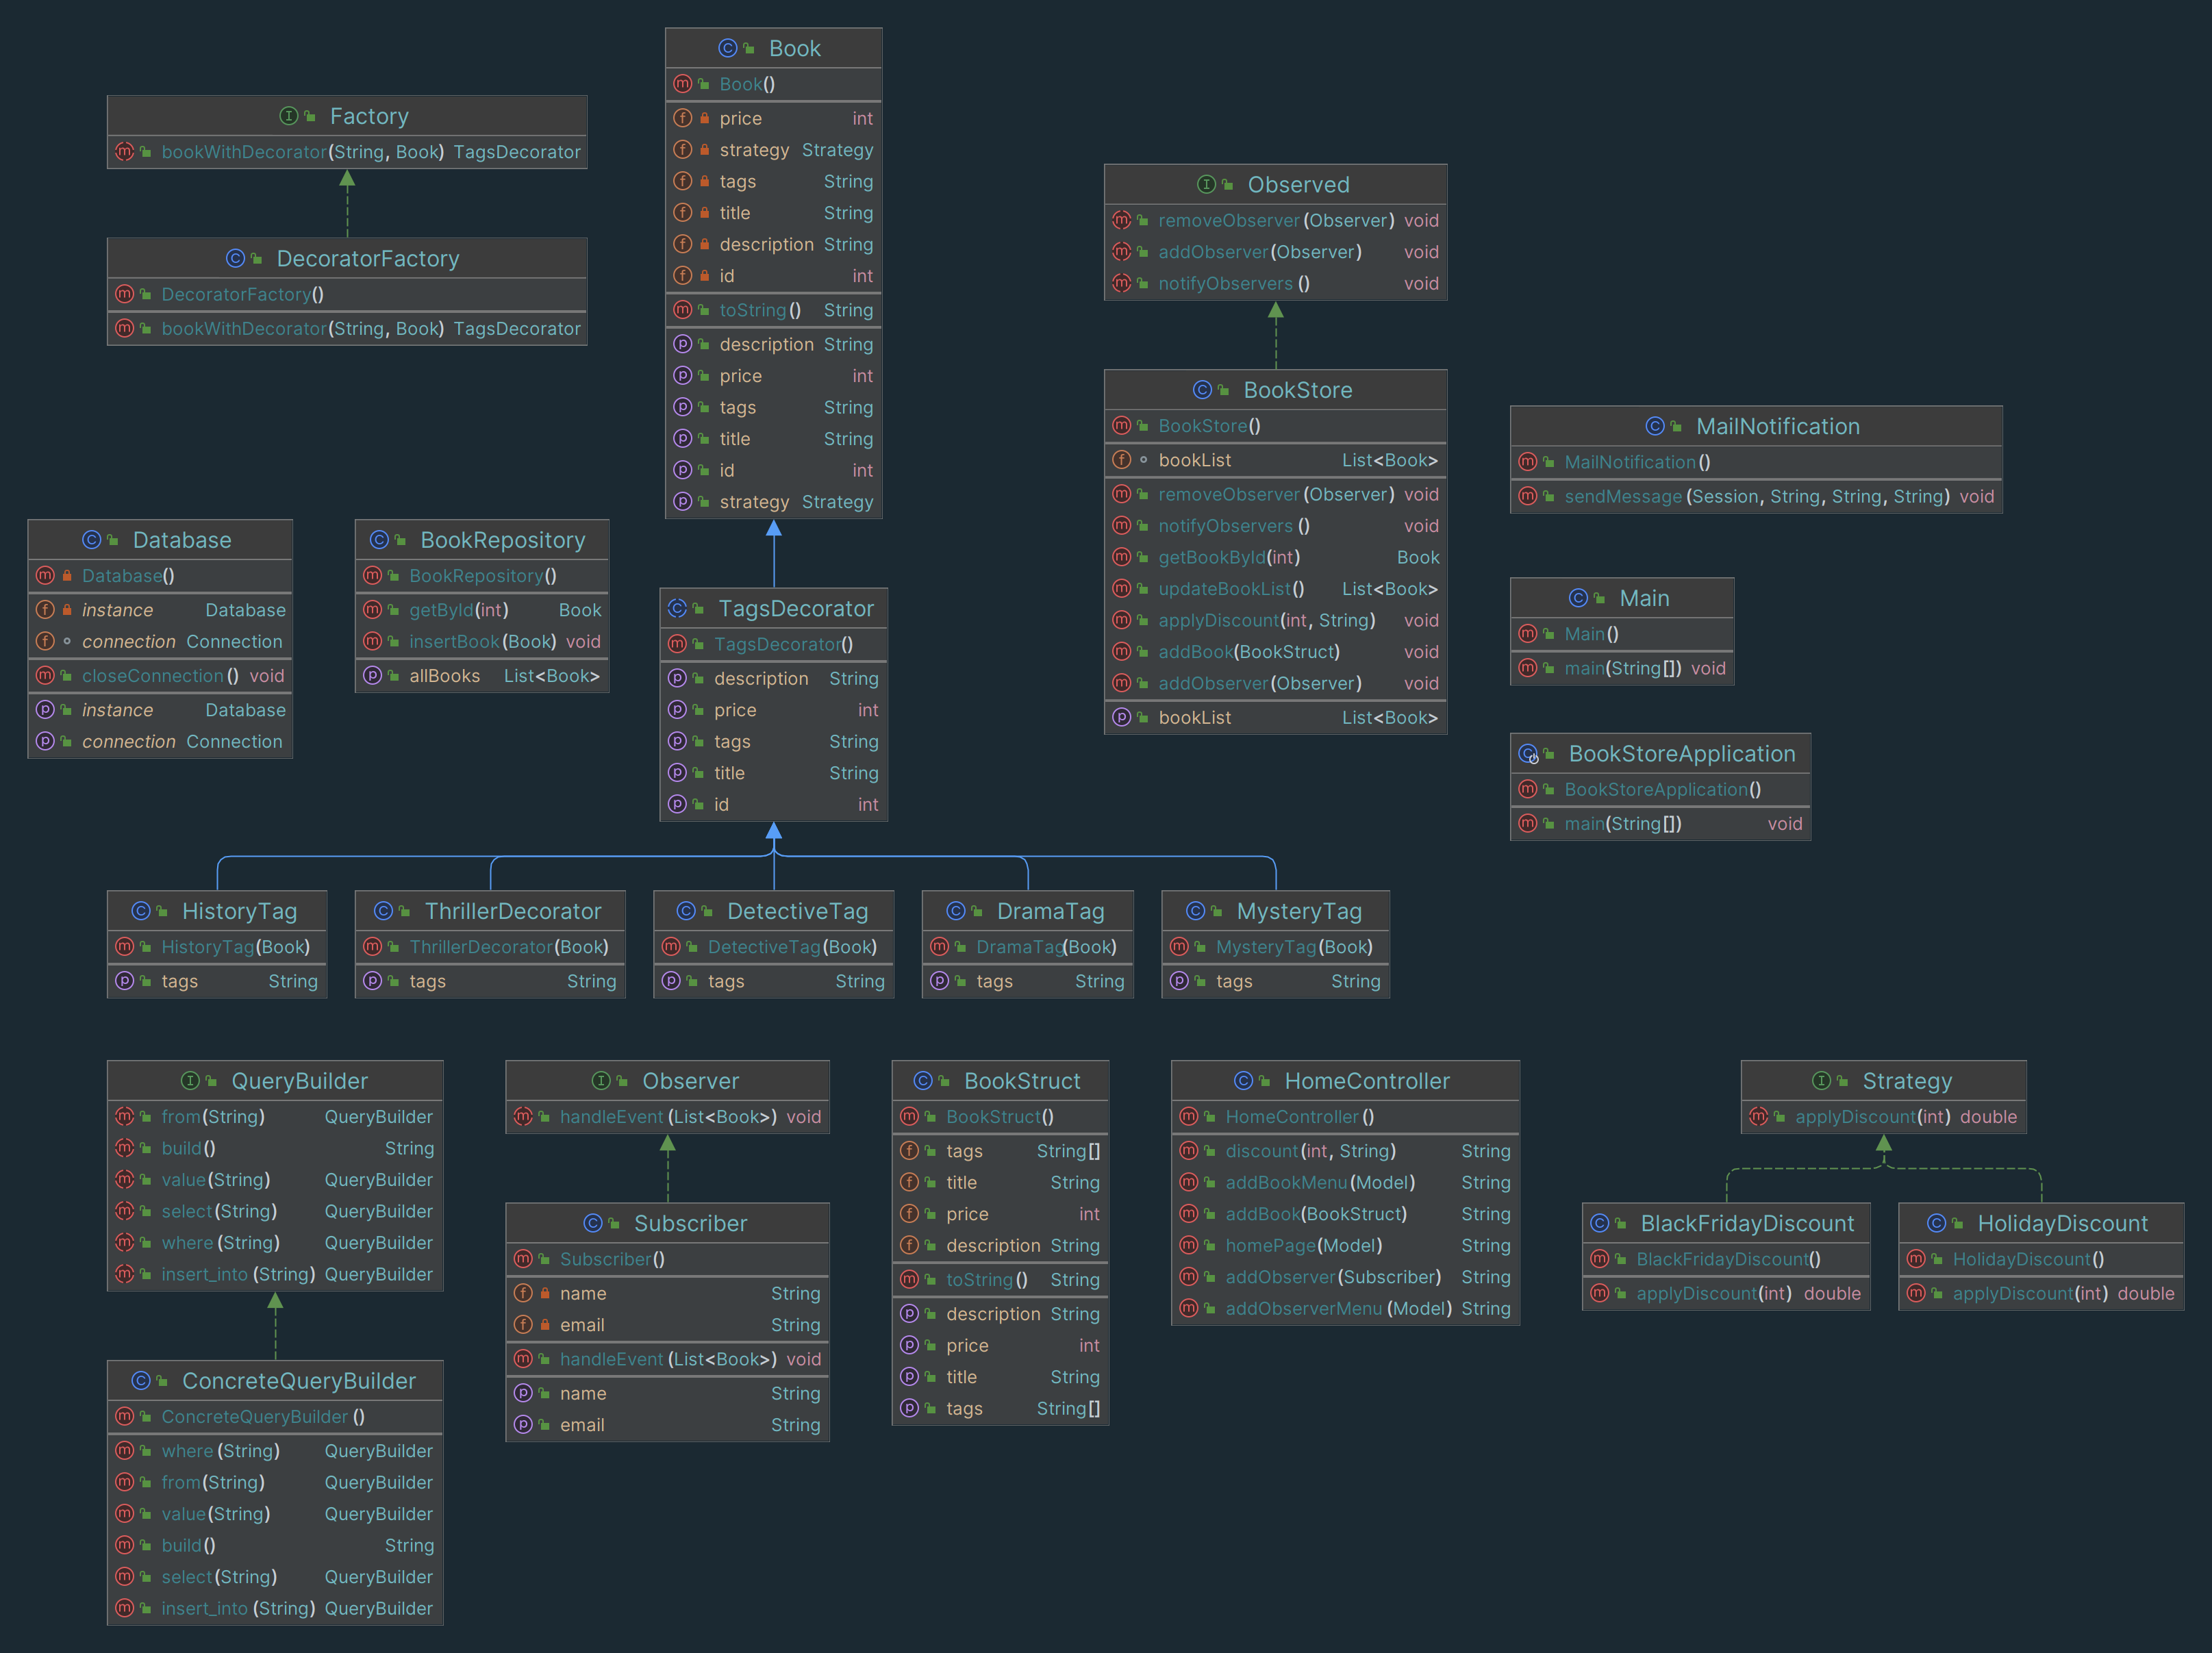 Book
Book()
price int
strategy Strategy
tags String
title String
description String
id int
toString() String
description String
price int
tags String
title String
id int
strategy Strategy
Factory
bookWithDecorator(String, Book) TagsDecorator
DecoratorFactory
DecoratorFactory()
bookWithDecorator(String, Book) TagsDecorator
Observed
removeObserver(Observer) void
addObserver(Observer) void
notifyObservers() void
BookStore
BookStore()
bookList List<Book>
removeObserver(Observer) void
notifyObservers() void
getBookById(int) Book
updateBookList() List<Book>
applyDiscount(int, String) void
addBook(BookStruct) void
addObserver(Observer) void
bookList List<Book>
MailNotification
MailNotification()
sendMessage(Session, String, String, String) void
Database
Database()
instance Database
connection Connection
closeConnection() void
instance Database
connection Connection
BookRepository
BookRepository()
getById(int) Book
insertBook(Book) void
allBooks List<Book>
TagsDecorator
TagsDecorator()
description String
price int
tags String
title String
id int
Main
Main()
main(String[]) void
BookStoreApplication
BookStoreApplication()
main(String[]) void
HistoryTag
HistoryTag(Book)
tags String
ThrillerDecorator
ThrillerDecorator(Book)
tags String
DetectiveTag
DetectiveTag(Book)
tags String
DramaTag
DramaTag(Book)
tags String
MysteryTag
MysteryTag(Book)
tags String
QueryBuilder
from(String) QueryBuilder
build() String
value(String) QueryBuilder
select(String) QueryBuilder
where(String) QueryBuilder
insert_into(String) QueryBuilder
ConcreteQueryBuilder
ConcreteQueryBuilder()
where(String) QueryBuilder
from(String) QueryBuilder
value(String) QueryBuilder
build() String
select(String) QueryBuilder
insert_into(String) QueryBuilder
Observer
handleEvent(List<Book>) void
Subscriber
Subscriber()
name String
email String
handleEvent(List<Book>) void
name String
email String
BookStruct
BookStruct()
tags String[]
title String
price int
description String
toString() String
description String
price int
title String
tags String[]
HomeController
HomeController()
discount(int, String) String
addBookMenu(Model) String
addBook(BookStruct) String
homePage(Model) String
addObserver(Subscriber) String
addObserverMenu(Model) String
Strategy
applyDiscount(int) double
BlackFridayDiscount
BlackFridayDiscount()
applyDiscount(int) double
HolidayDiscount
HolidayDiscount()
applyDiscount(int) double